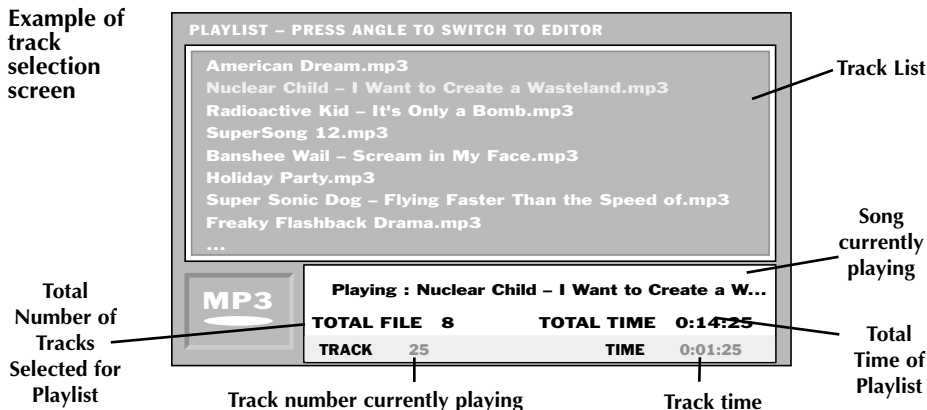 Example of
track
selection
screen
PLAYLIST – PRESS ANGLE TO SWITCH TO EDITOR
American Dream.mp3
Nuclear Child – I Want to Create a Wasteland.mp3
Radioactive Kid – It's Only a Bomb.mp3
SuperSong 12.mp3
Banshee Wail – Scream in My Face.mp3
Holiday Party.mp3
Super Sonic Dog – Flying Faster Than the Speed of.mp3
Freaky Flashback Drama.mp3
...
Track List
Song
currently
playing
MP3
Playing : Nuclear Child – I Want to Create a W...
TOTAL FILE 8 TOTAL TIME 0:14:25
TRACK 25 TIME 0:01:25
Total
Number of
Tracks
Selected for
Playlist
Total
Time of
Playlist
Track number currently playing
Track time